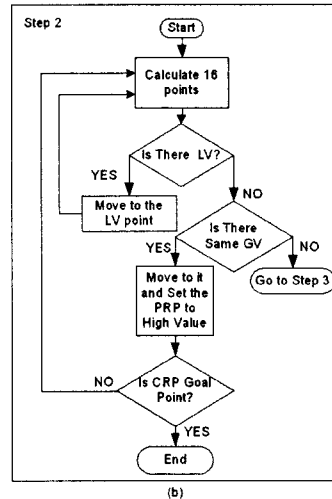 Step 2
Start
Calculate 16
points
Is There LV?
YES
NO
Move to the
LV point
Is There
Same GV
YES
NO
Move to it
and Set the
PRP to
High Value
Go to Step 3
NO
Is CRP Goal
Point?
YES
End
(b)